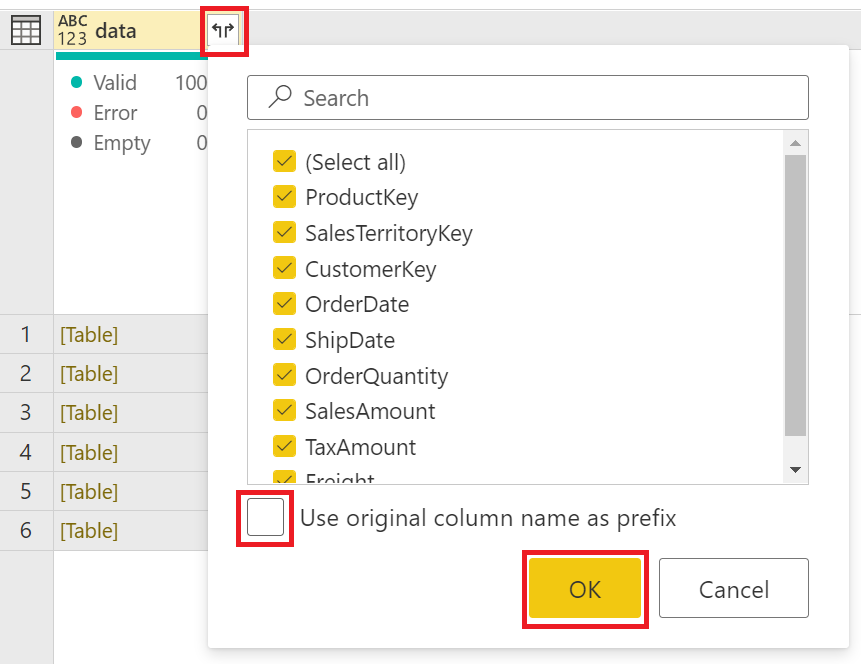 ABC
123 data
Valid 100
Error 0
Empty 0
Search
(Select all)
ProductKey
SalesTerritoryKey
CustomerKey
OrderDate
ShipDate
OrderQuantity
SalesAmount
TaxAmount
Freight
1 [Table]
2 [Table]
3 [Table]
4 [Table]
5 [Table]
6 [Table]
Use original column name as prefix
OK Cancel